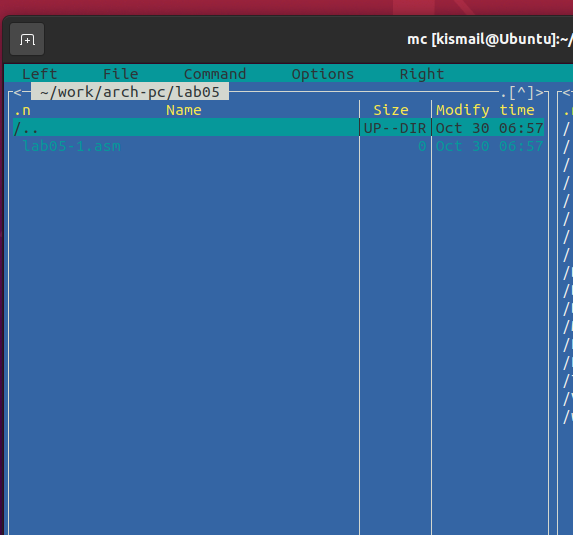 mc [kismail@Ubuntu]:~/
Left File Command Options Right
<- ~/work/arch-pc/lab05 .[^]>
.n Name Size Modify time
/.. UP--DIR Oct 30 06:57
lab05-1.asm 0 Oct 30 06:57